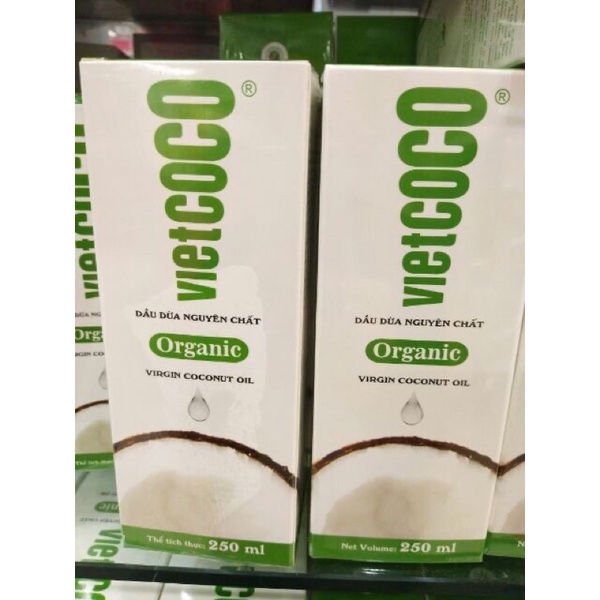 vietcoco®
DẦU DỪA NGUYÊN CHẤT
Organic
VIRGIN COCONUT OIL
Thể tích thực: 250 ml
vietcoco®
DẦU DỪA NGUYÊN CHẤT
Organic
VIRGIN COCONUT OIL
Net Volume: 250 ml